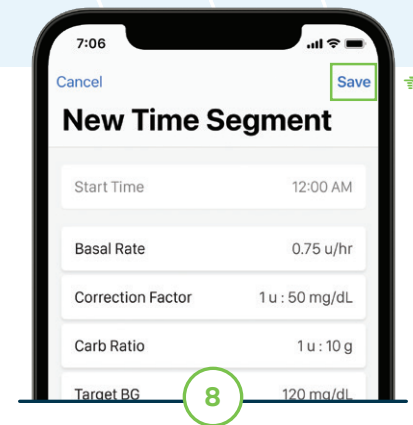 7:06
Cancel Save
New Time Segment
Start Time 12:00 AM
Basal Rate 0.75 u/hr
Correction Factor 1 u : 50 mg/dL
Carb Ratio 1 u : 10 g
Target BG 120 mg/dL
8